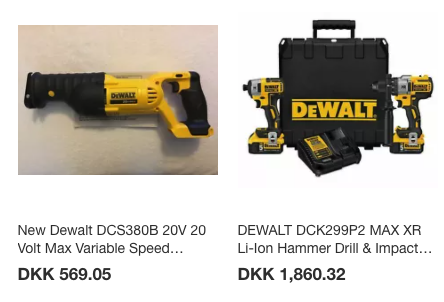 DEWALT
DEWALT
New Dewalt DCS380B 20V 20
Volt Max Variable Speed…
DKK 569.05
DEWALT DCK299P2 MAX XR
Li-Ion Hammer Drill & Impact…
DKK 1,860.32